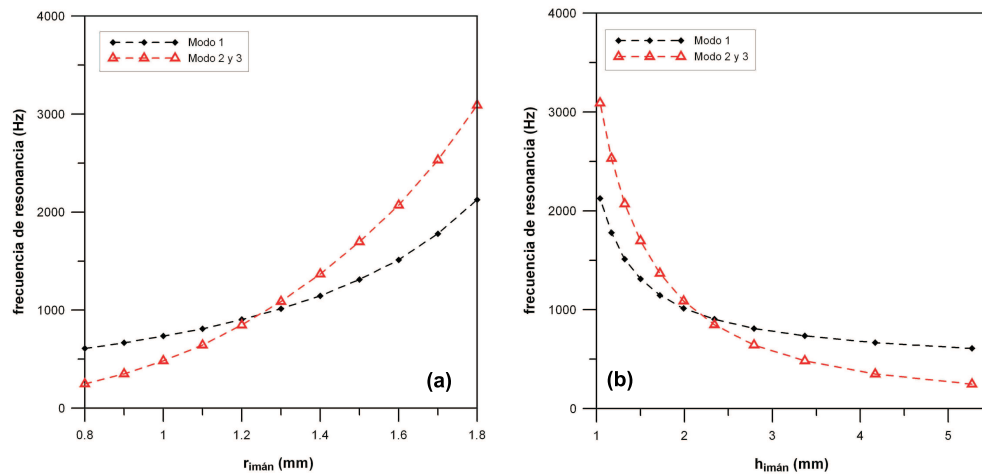 4000
3000
2000
1000
0
frecuencia de resonancia (Hz)
Modo 1
Modo 2 y 3
(a)
0.8
1
1.2
1.4
1.6
1.8
r imán (mm)
4000
3000
2000
1000
0
frecuencia de resonancia (Hz)
Modo 1
Modo 2 y 3
(b)
1
2
3
4
5
h imán (mm)